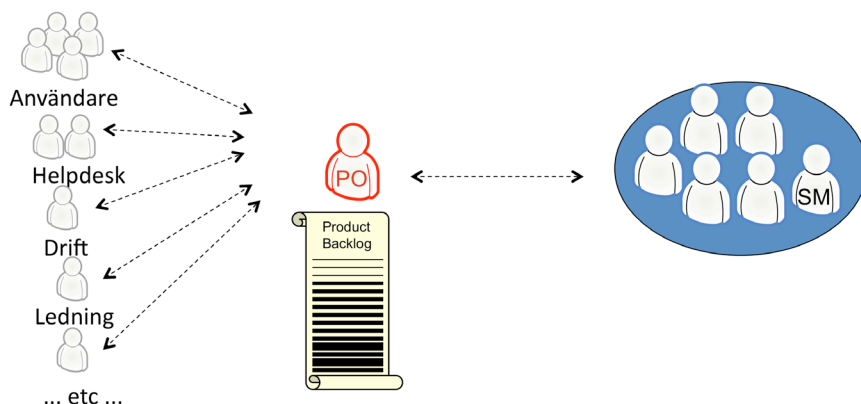 Användare
Helpdesk
Drift
Ledning
... etc ...
PO
Product
Backlog
SM